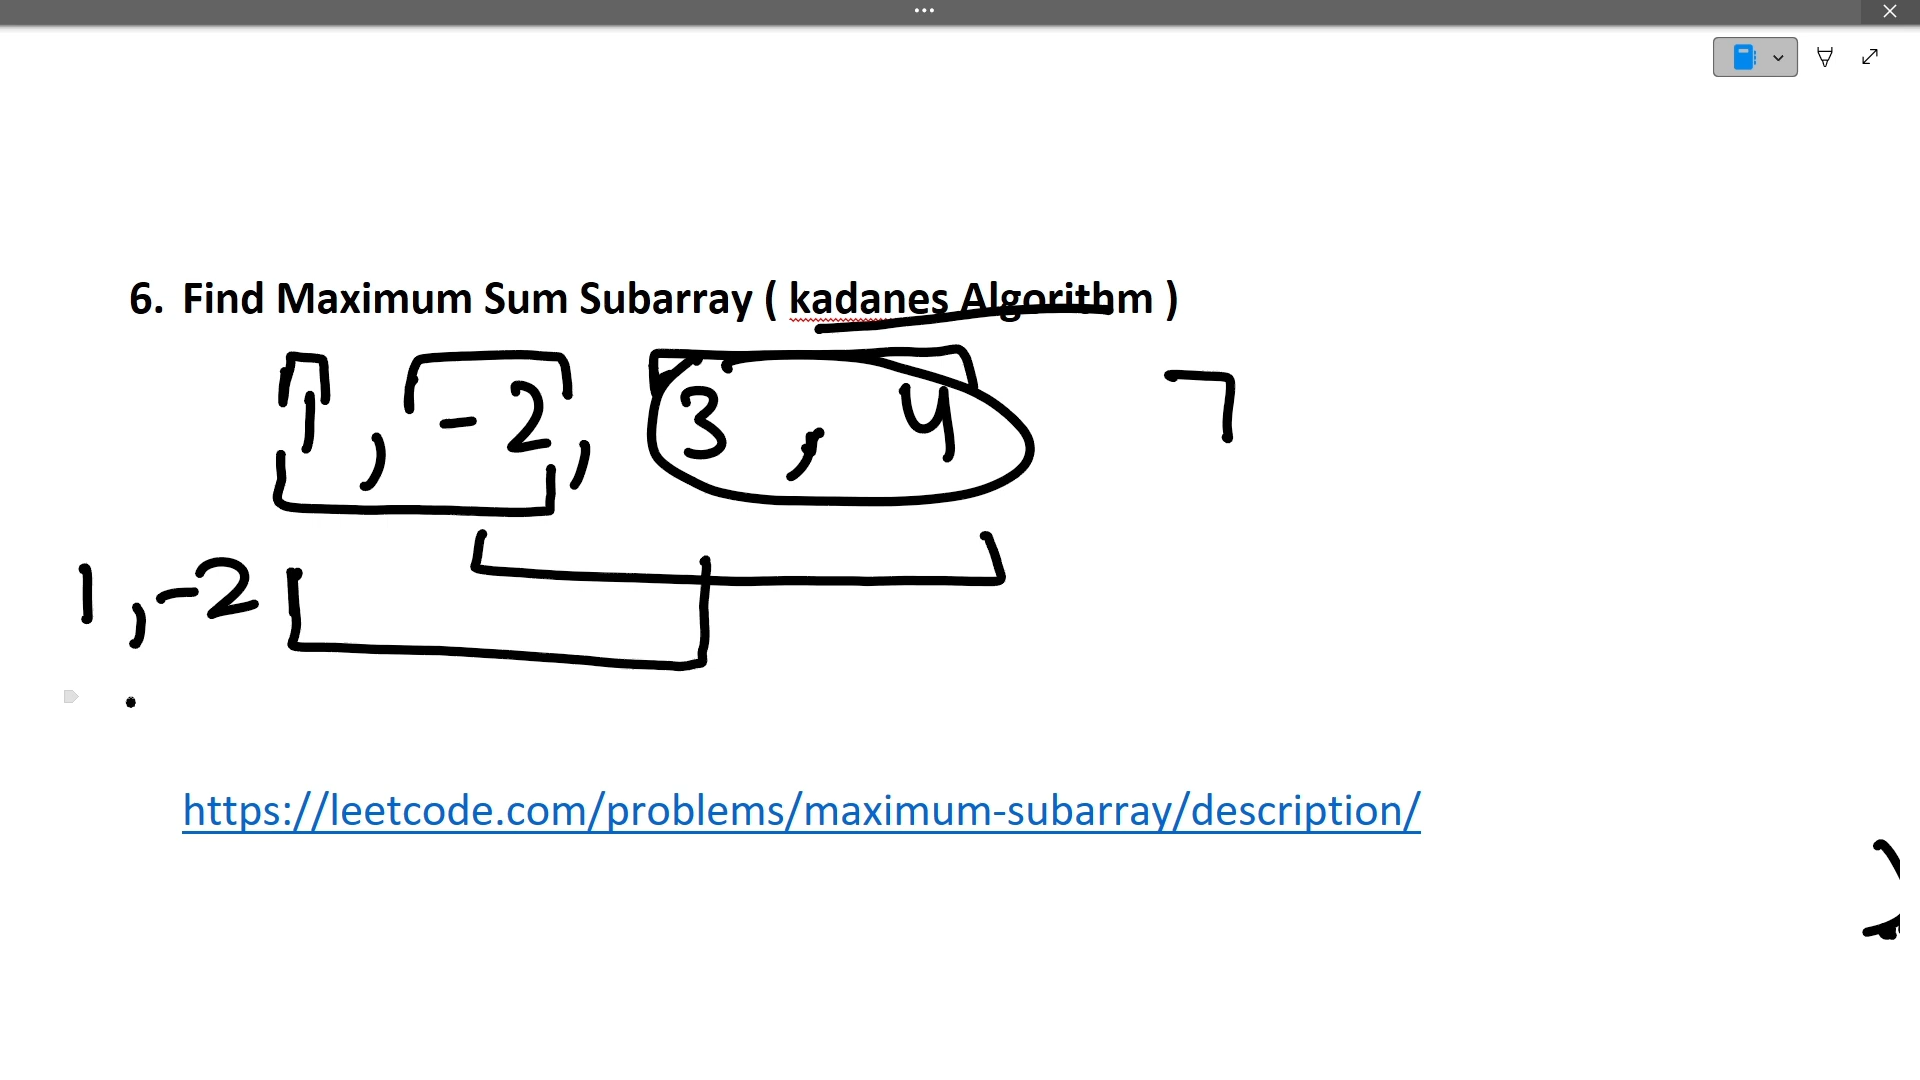 6. Find Maximum Sum Subarray ( kadanes Algorithm )
1 , -2 , 3 , 4 7
1 , -2
https://leetcode.com/problems/maximum-subarray/description/